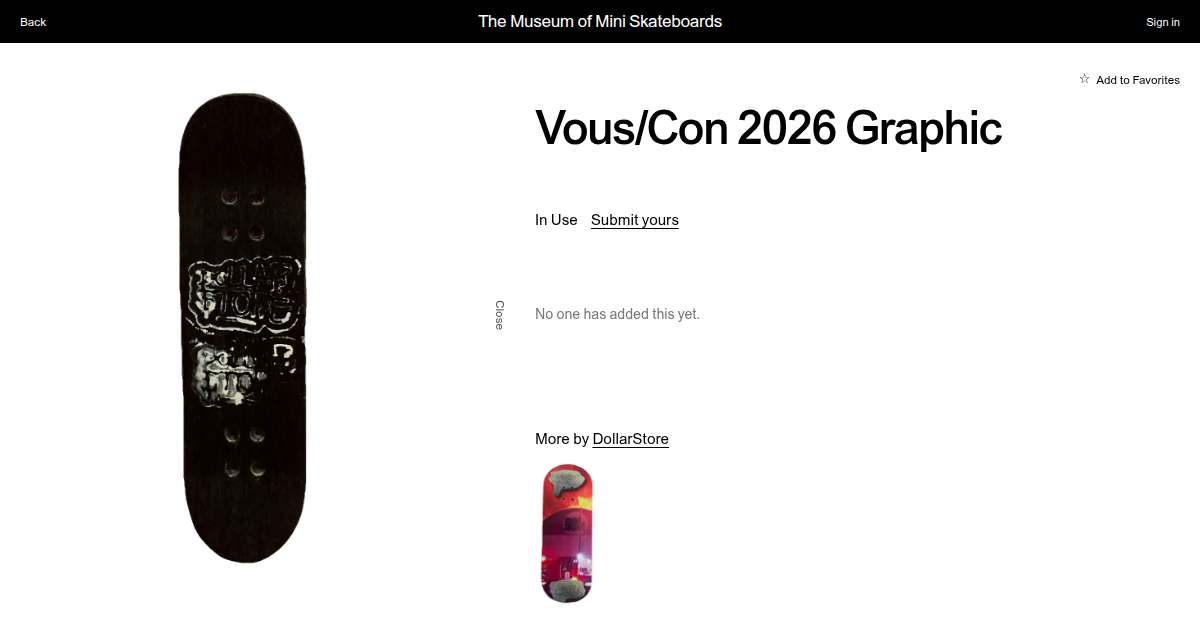 Back
The Museum of Mini Skateboards
Sign in
☆ Add to Favorites
Vous/Con 2026 Graphic
In Use Submit yours
Close
No one has added this yet.
More by DollarStore